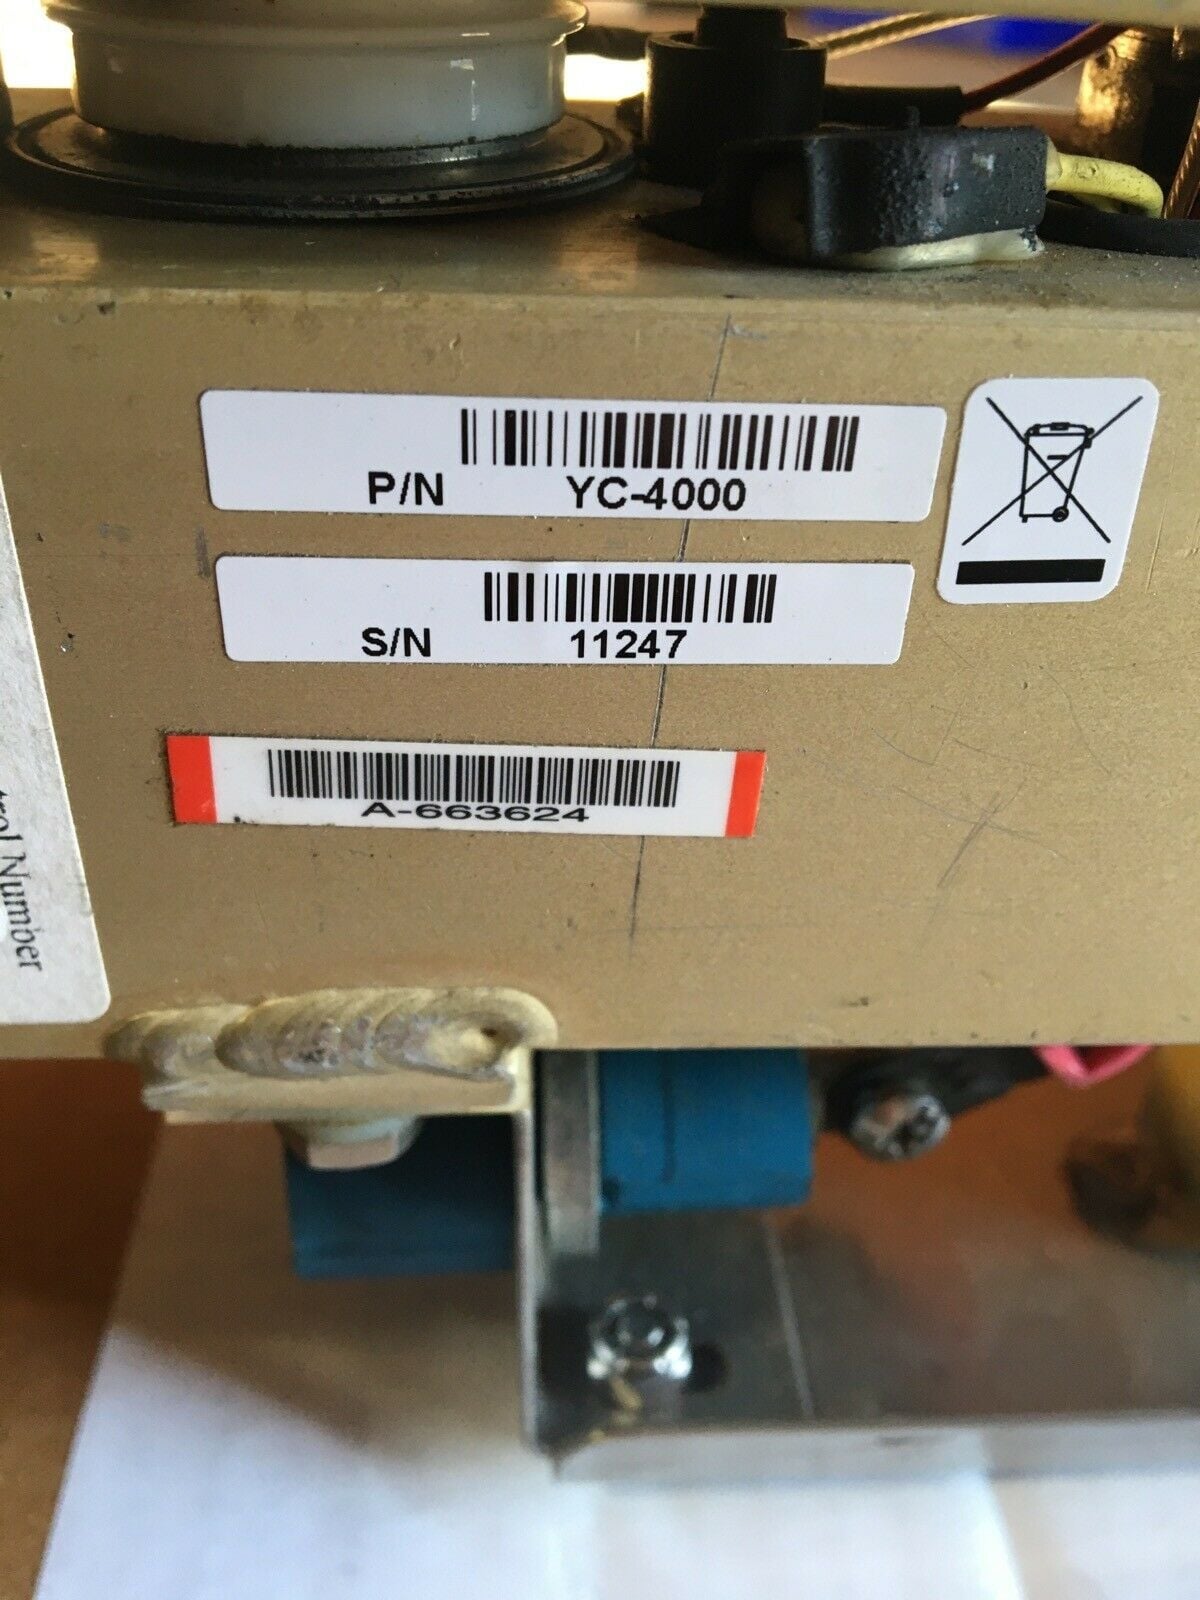 P/N YC-4000
S/N 11247
A-663624
Number